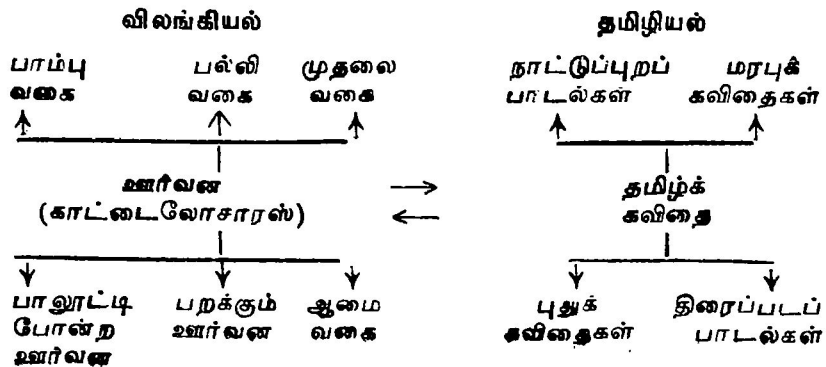 விலங்கியல்
பாம்பு வகை
பல்லி வகை
முதலை வகை
ஊர்வன
(காட்டைலோசாரஸ்)
பாலூட்டி போன்ற ஊர்வன
பறக்கும் ஊர்வன
ஆமை வகை
தமிழியல்
நாட்டுப்புறப் பாடல்கள்
மரபுக் கவிதைகள்
தமிழ்க் கவிதை
புதுக் கவிதைகள்
திரைப்படப் பாடல்கள்